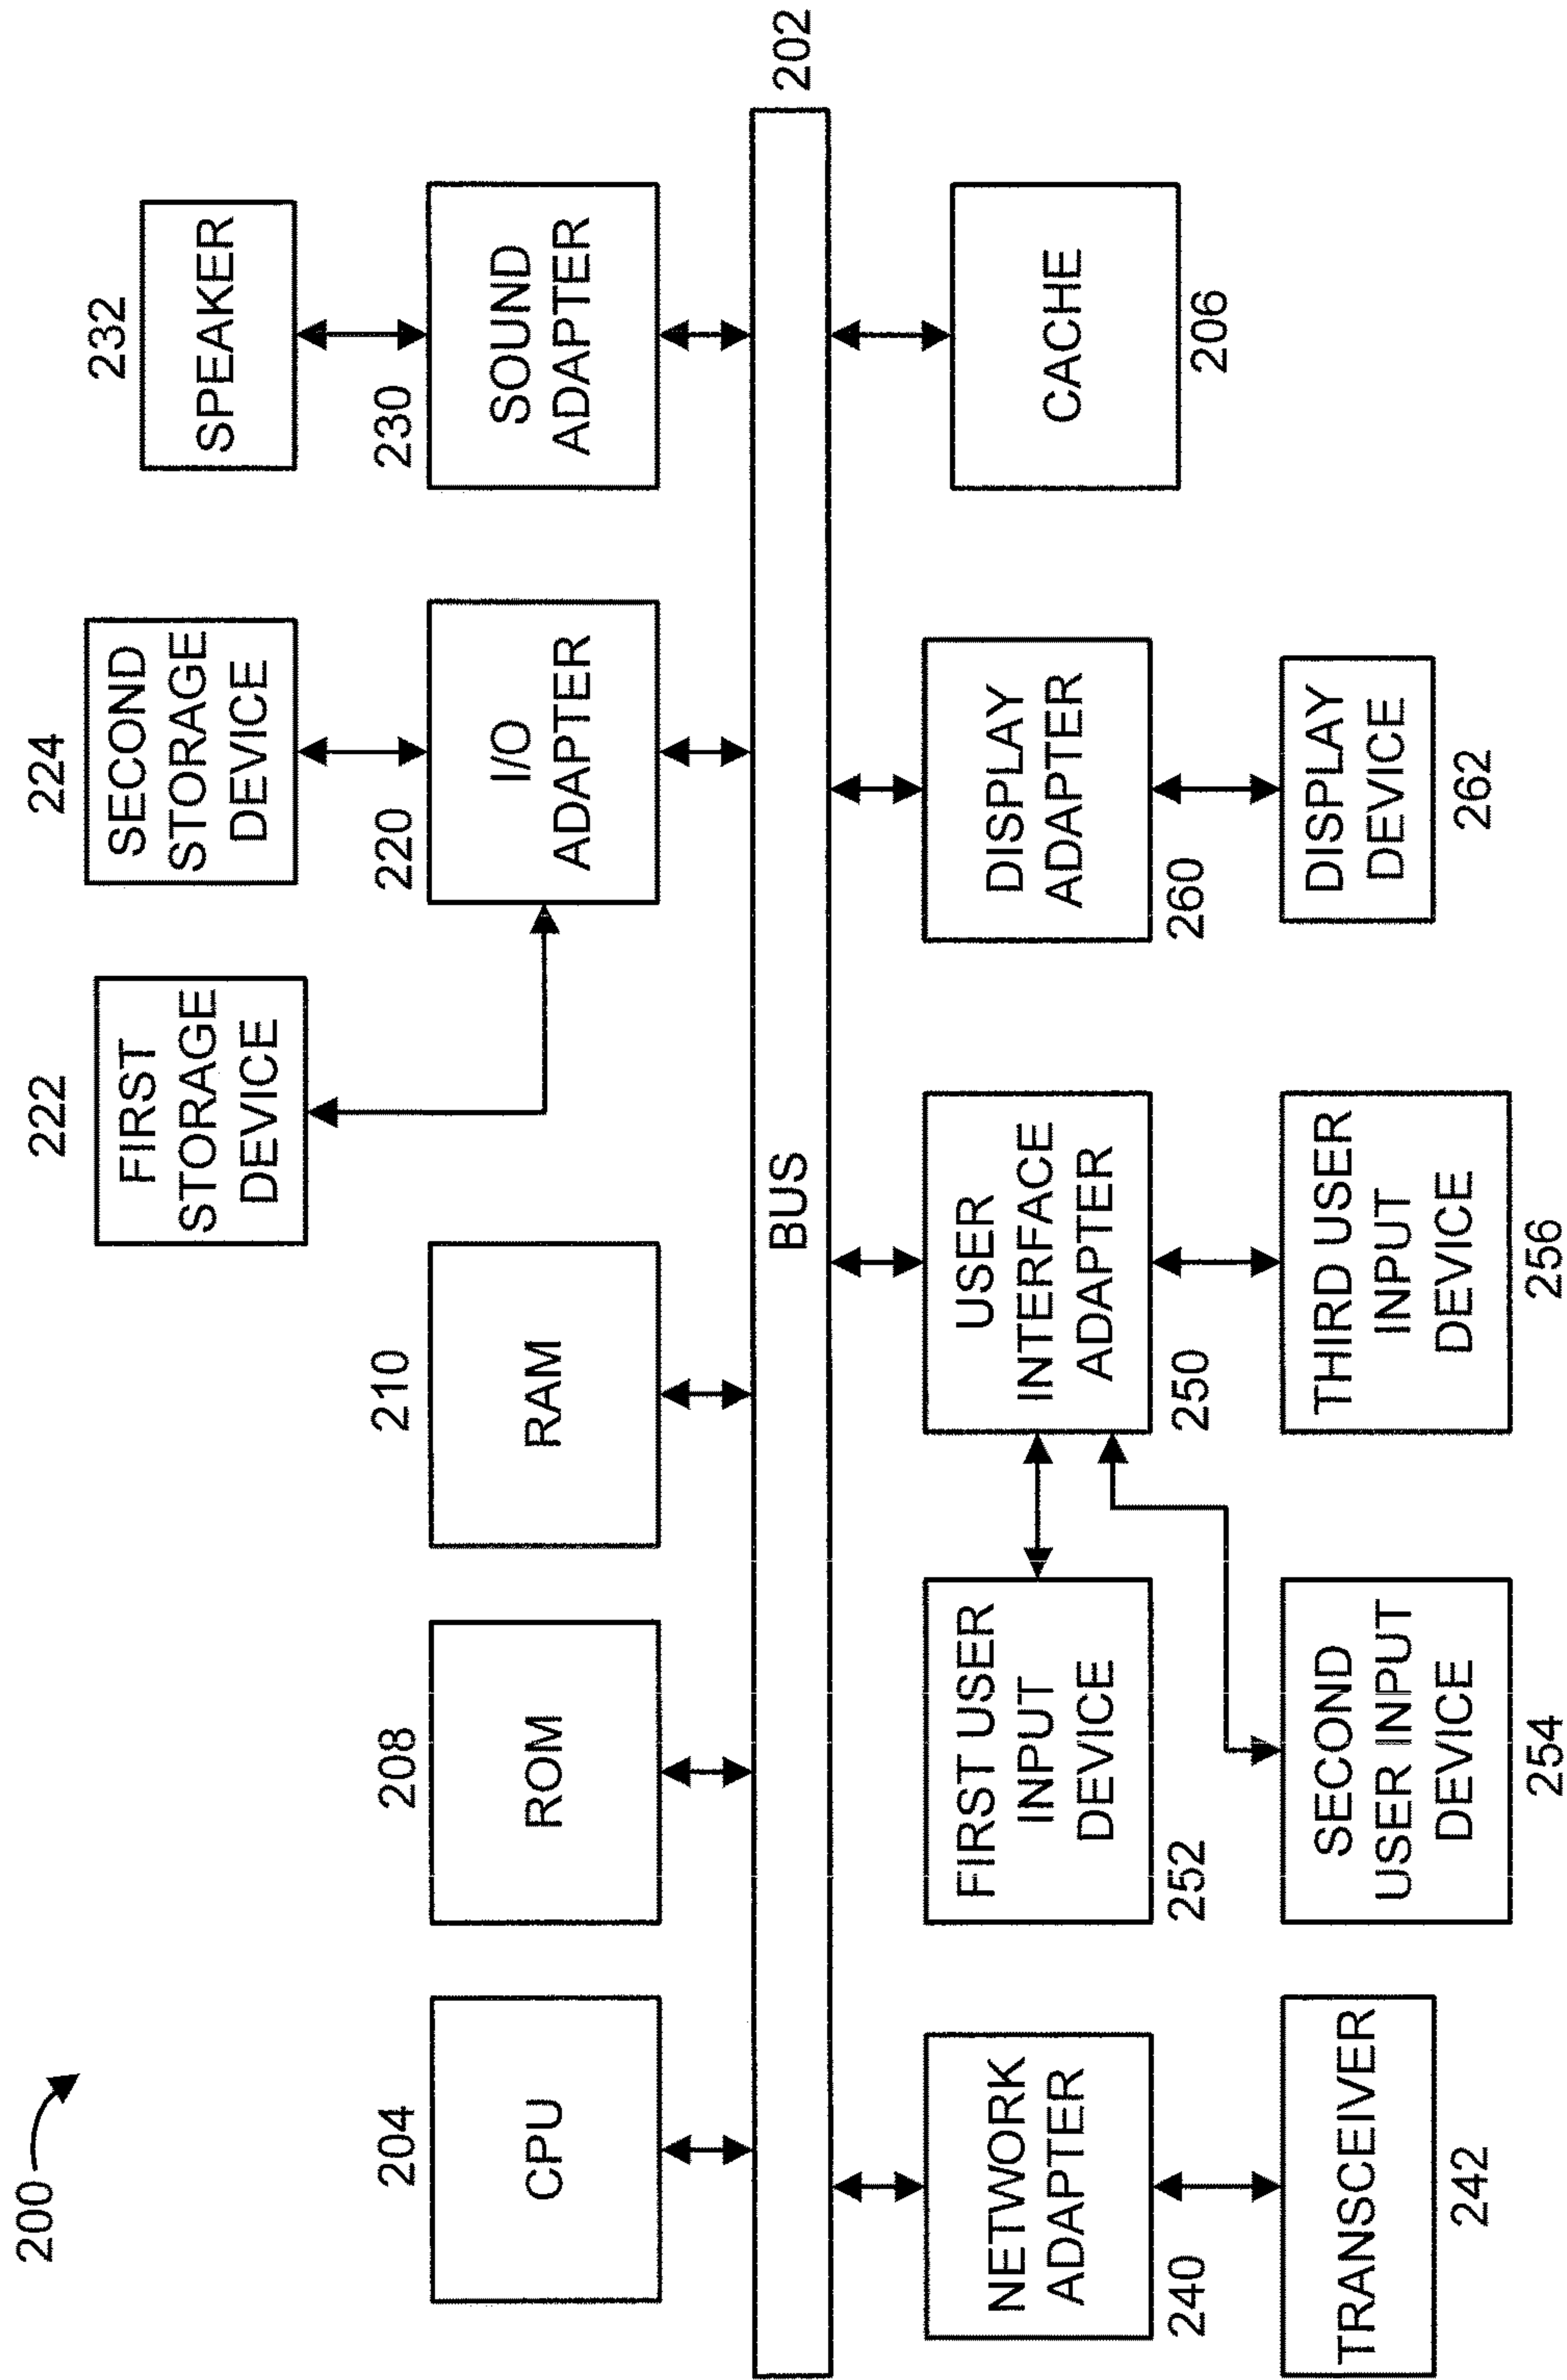 200
222
FIRST
STORAGE
DEVICE
224
SECOND
STORAGE
DEVICE
232
SPEAKER
204
CPU
208
ROM
210
RAM
220
I/O
ADAPTER
230
SOUND
ADAPTER
BUS
202
NETWORK
ADAPTER
240
FIRST USER
INPUT
DEVICE
252
USER
INTERFACE
ADAPTER
250
DISPLAY
ADAPTER
260
CACHE
206
TRANSCEIVER
242
SECOND
USER INPUT
DEVICE
254
THIRD USER
INPUT
DEVICE
256
DISPLAY
DEVICE
262